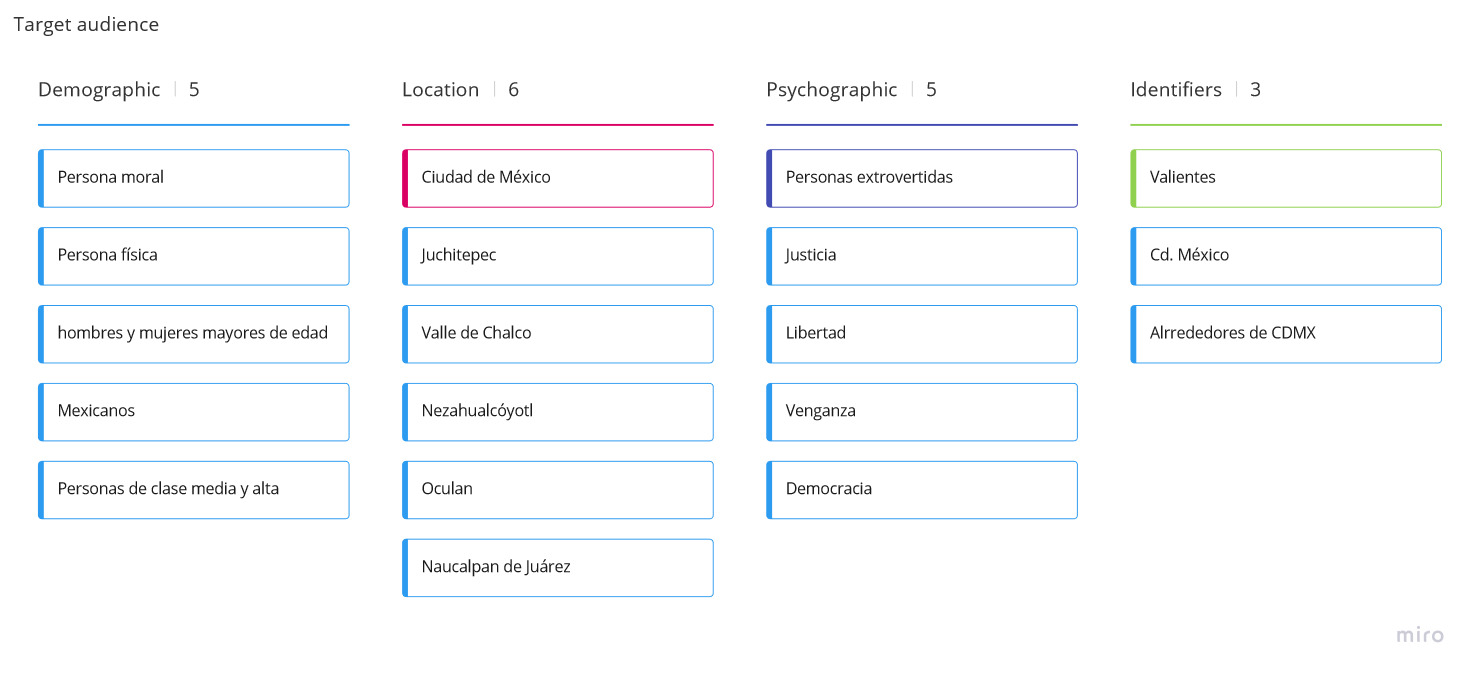 Target audience
Demographic | 5
Persona moral
Persona física
hombres y mujeres mayores de edad
Mexicanos
Personas de clase media y alta
Location | 6
Ciudad de México
Juchitepec
Valle de Chalco
Nezahualcóyotl
Oculan
Naucalpan de Juárez
Psychographic | 5
Personas extrovertidas
Justicia
Libertad
Venganza
Democracia
Identifiers | 3
Valientes
Cd. México
Alrrededores de CDMX
miro